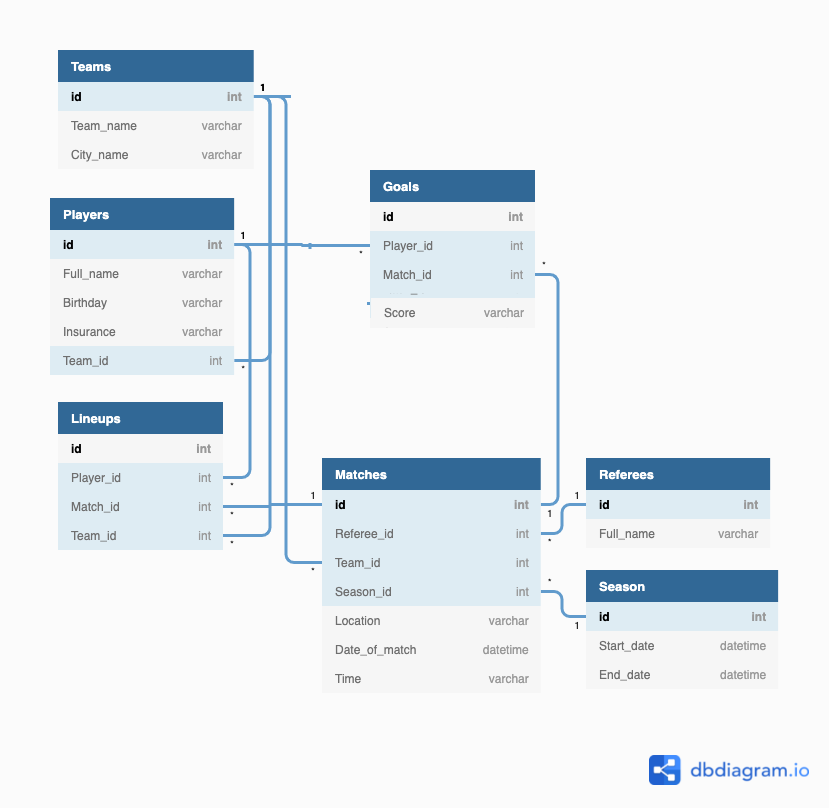 Teams
id int
Team_name varchar
City_name varchar
1
Players
id int
Full_name varchar
Birthday varchar
Insurance varchar
Team_id int
1
*
Lineups
id int
Player_id int
Match_id int
Team_id int
*
*
*
Goals
id int
Player_id int
Match_id int
Score varchar
*
*
Matches
id int
Referee_id int
Team_id int
Season_id int
Location varchar
Date_of_match datetime
Time varchar
1
1
*
*
*
Referees
id int
Full_name varchar
1
Season
id int
Start_date datetime
End_date datetime
1
dbdiagram.io